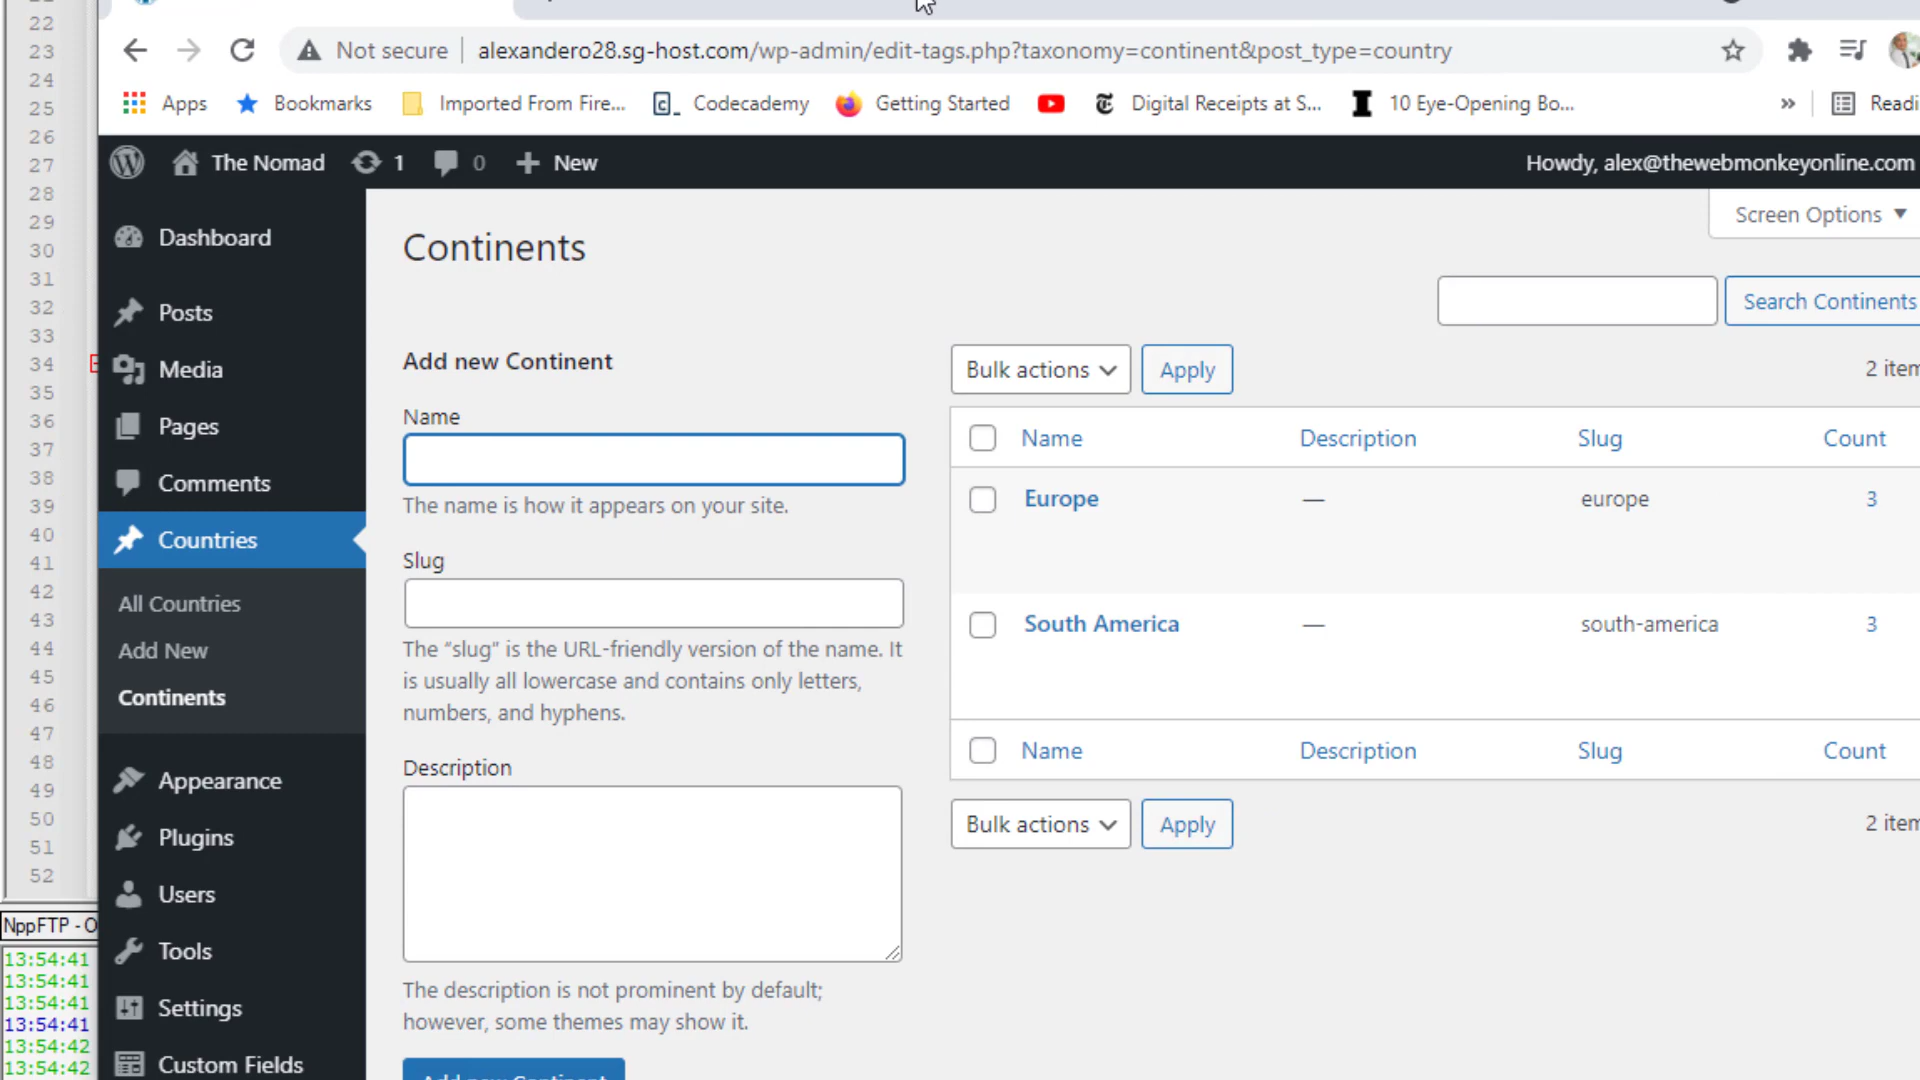 22
23
24
25
26
27
28
29
30
31
32
33
34
35
36
37
38
39
40
41
42
43
44
45
46
47
48
49
50
51
52
NppFTP - O
13:54:41
13:54:41
13:54:41
13:54:41
13:54:42
13:54:42
Not secure
alexandero28.sg-host.com/wp-admin/edit-tags.php?taxonomy=continent&post_type=country
Apps
Bookmarks
Imported From Fire...
Codecademy
Getting Started
Digital Receipts at S...
10 Eye-Opening Bo...
»
Readi
The Nomad
1
0
New
Howdy, alex@thewebmonkeyonline.com
Dashboard
Posts
Media
Pages
Comments
Countries
All Countries
Add New
Continents
Appearance
Plugins
Users
Tools
Settings
Custom Fields
Screen Options
Continents
Search Continents
Add new Continent
Name
The name is how it appears on your site.
Slug
The “slug” is the URL-friendly version of the name. It
is usually all lowercase and contains only letters,
numbers, and hyphens.
Description
The description is not prominent by default;
however, some themes may show it.
Add new Continent
Bulk actions
Apply
2 item
Name Description Slug Count
Europe — europe 3
South America — south-america 3
Name Description Slug Count
Bulk actions
Apply
2 item